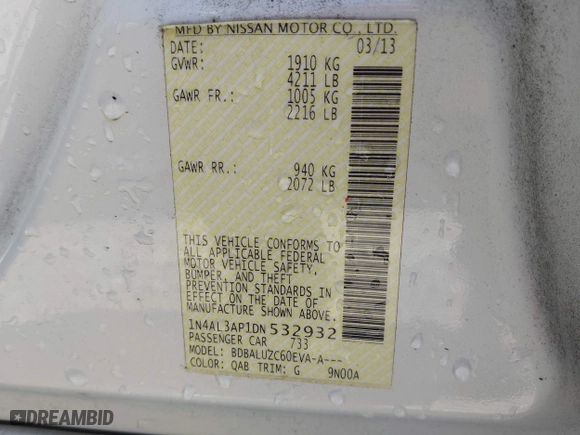 MFD BY NISSAN MOTOR CO., LTD.
DATE: 03/13
GVWR: 1910 KG
4211 LB
GAWR FR.: 1005 KG
2216 LB
GAWR RR.: 940 KG
2072 LB
THIS VEHICLE CONFORMS TO
ALL APPLICABLE FEDERAL
MOTOR VEHICLE SAFETY,
BUMPER, AND THEFT
PREVENTION STANDARDS IN
EFFECT ON THE DATE OF
MANUFACTURE SHOWN ABOVE.
1N4AL3AP1DN532932
PASSENGER CAR 733
MODEL: BDBALUZC60EVA-A---
COLOR: QAB TRIM: G 9N00A
DREAMBID